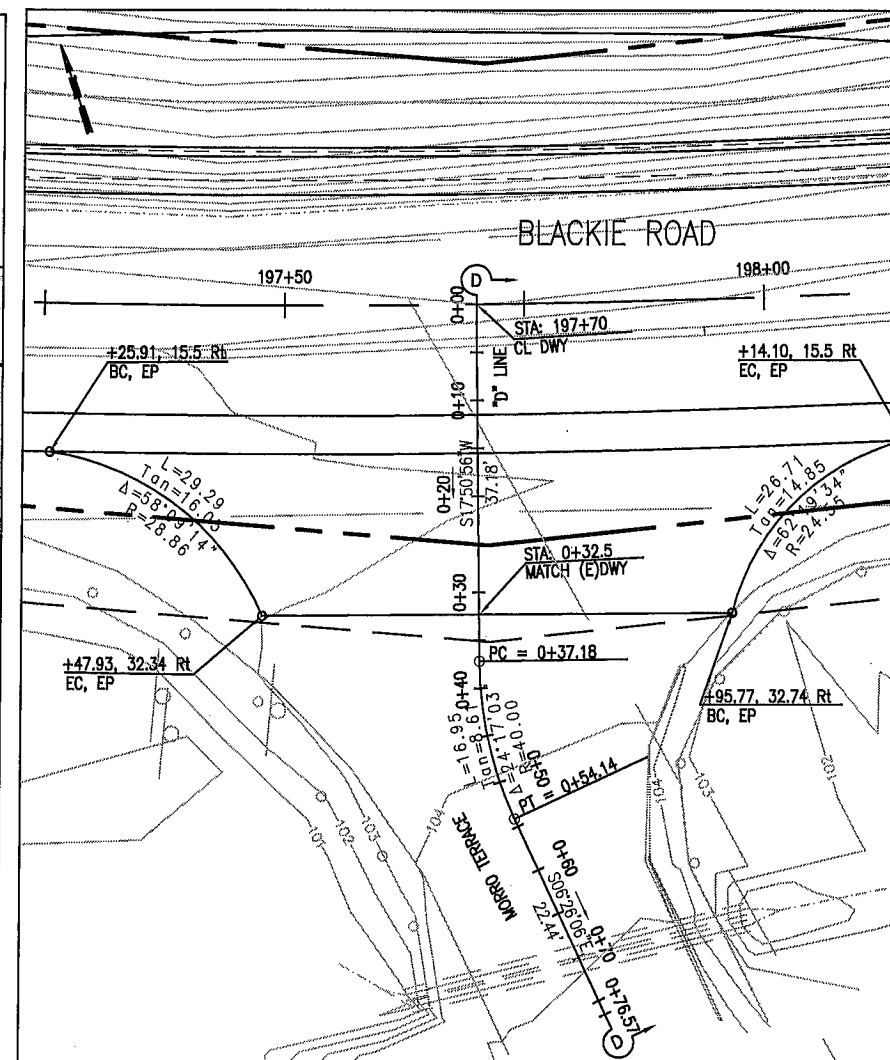 BLACKIE ROAD
197+50
D
198+00
0+00
STA: 197+70
CL DWY
+25.91, 15.5 Rt
BC, EP
+14.10, 15.5 Rt
EC, EP
"D" LINE
0+10
L=29.29
Tan=16.05
Δ=58°09'14"
R=28.86
0+20
S17°50'56"W
37.18'
L=26.71
Tan=14.85
R=24.55
STA: 0+32.5
MATCH (E)DWY
0+30
+47.93, 32.34 Rt
EC, EP
PC = 0+37.18
0+40
+95.77, 32.74 Rt
BC, EP
L=16.95
Tan=8.61
Δ=24°17'03"
R=40.00
0+50
PT = 0+54.14
MORRO TERRACE
101
102
103
104
104
103
102
0+60
S06°26'06"E
22.44'
0+70
0+76.57
D